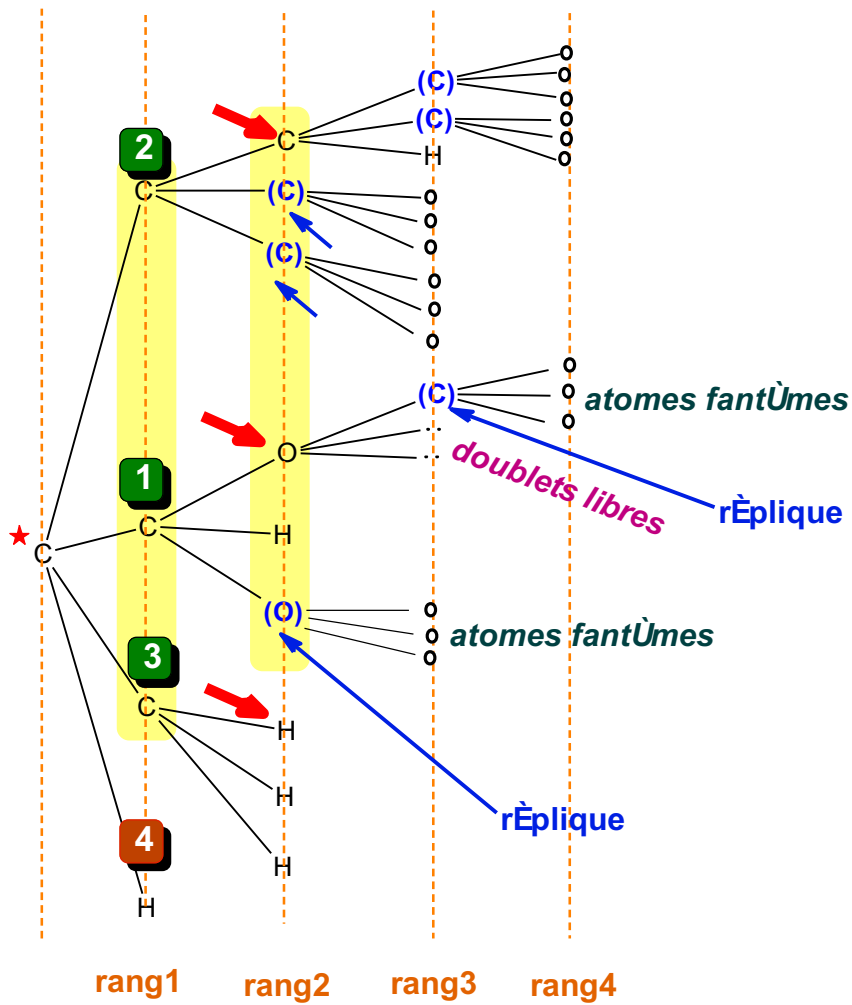 (C)
(C)
H
C
(C)
(C)
2
C
o
o
o
o
o
o
o
o
o
o
o
o
(C)
o
o
o
atomes fantÙmes
O
··
··
doublets libres
rÈplique
1
C
H
(O)
o
o
o
atomes fantÙmes
★
C
3
C
H
H
H
rÈplique
4
H
rang1
rang2
rang3
rang4